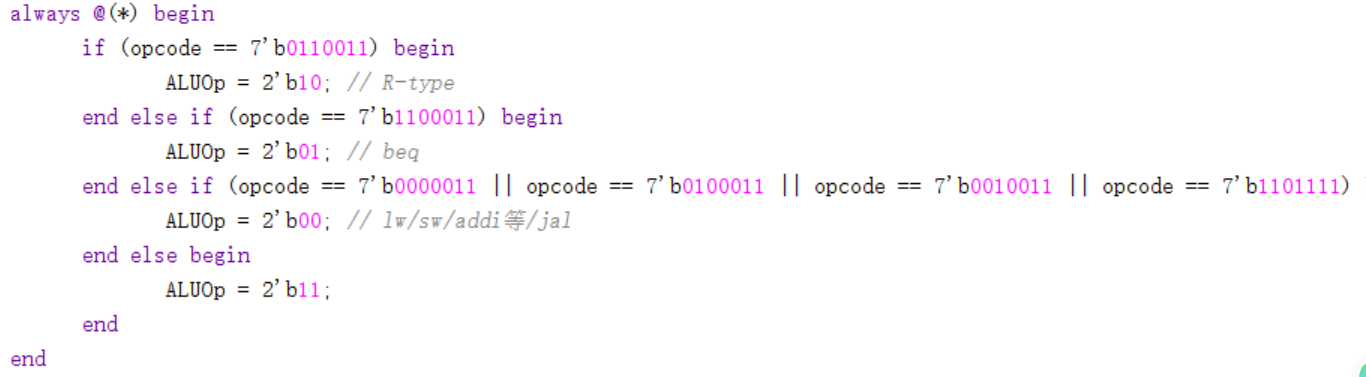 always @(*) begin
if (opcode == 7'b0110011) begin
ALUOp = 2'b10; // R-type
end else if (opcode == 7'b1100011) begin
ALUOp = 2'b01; // beq
end else if (opcode == 7'b0000011 || opcode == 7'b0100011 || opcode == 7'b0010011 || opcode == 7'b1101111)
ALUOp = 2'b00; // lw/sw/addi等/jal
end else begin
ALUOp = 2'b11;
end
end